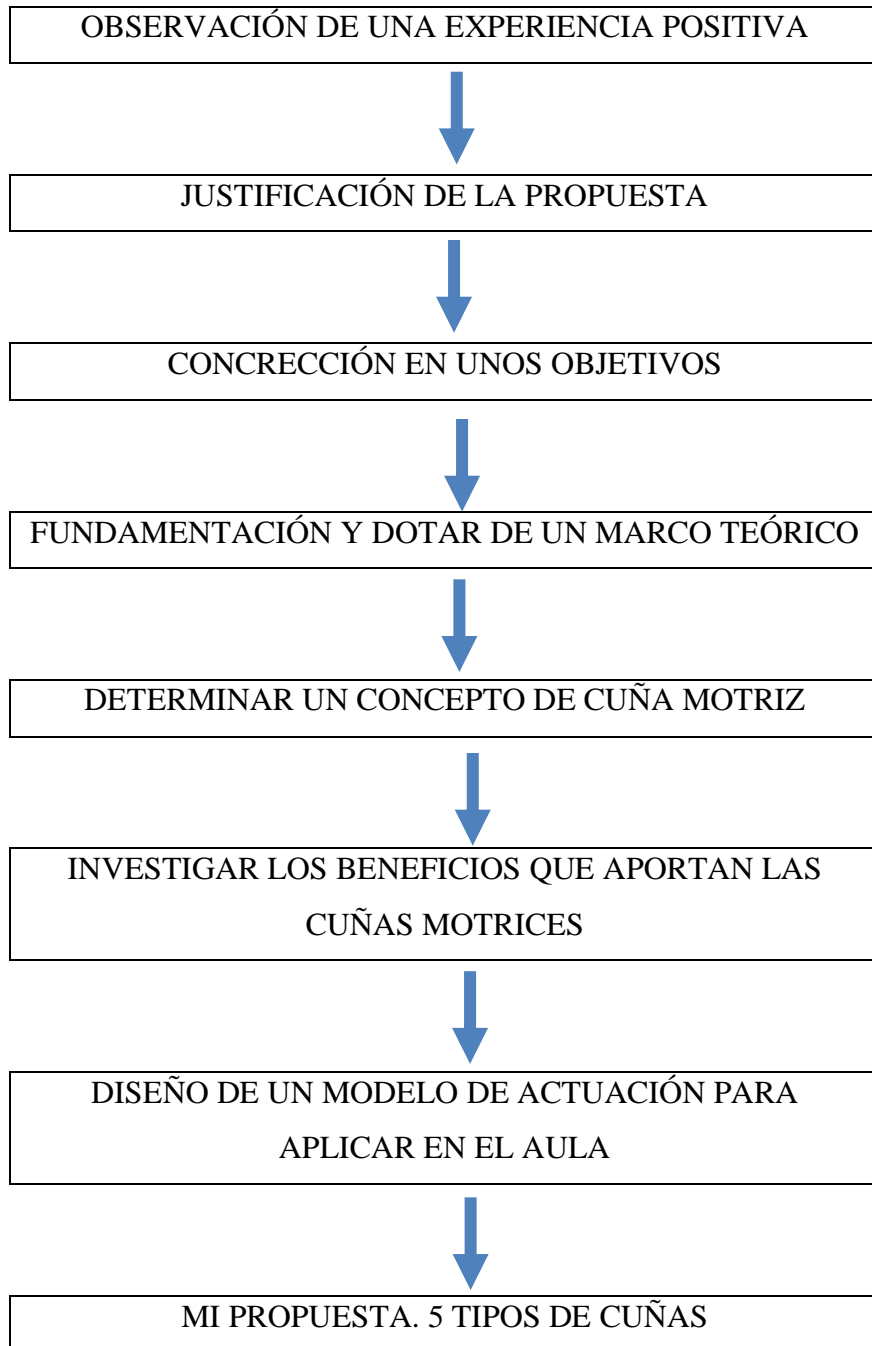 OBSERVACIÓN DE UNA EXPERIENCIA POSITIVA
JUSTIFICACIÓN DE LA PROPUESTA
CONCRECCIÓN EN UNOS OBJETIVOS
FUNDAMENTACIÓN Y DOTAR DE UN MARCO TEÓRICO
DETERMINAR UN CONCEPTO DE CUÑA MOTRIZ
INVESTIGAR LOS BENEFICIOS QUE APORTAN LAS
CUÑAS MOTRICES
DISEÑO DE UN MODELO DE ACTUACIÓN PARA
APLICAR EN EL AULA
MI PROPUESTA. 5 TIPOS DE CUÑAS